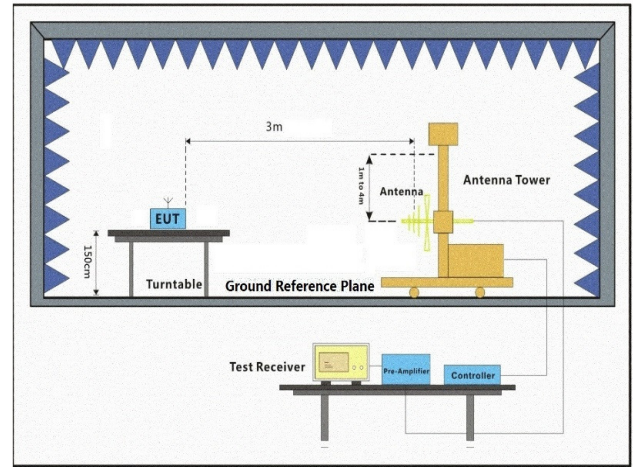 3m
1m to 4m
Antenna
Antenna Tower
EUT
150cm
Turntable
Ground Reference Plane
Test Receiver
Pre-Amplifier
Controller